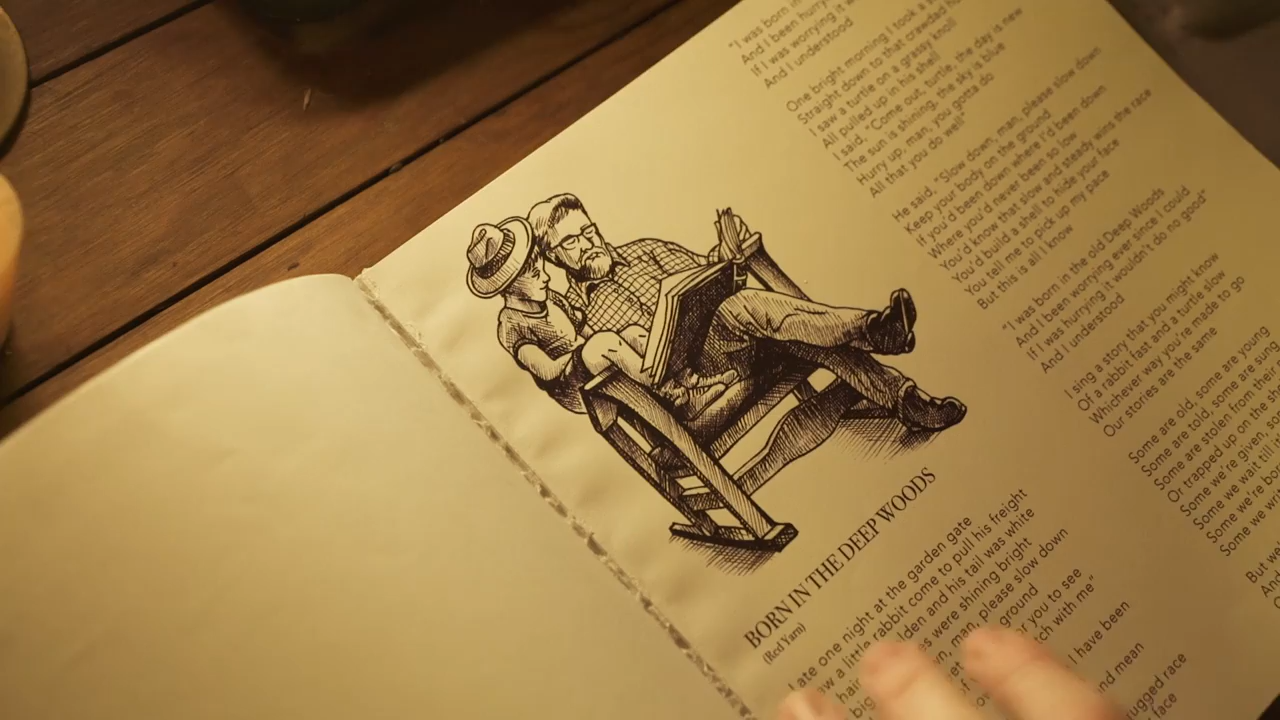 BORN IN THE DEEP WOODS
(Red Yarn)
Late one night at the garden gate
a little rabbit come to pull his freight
and his tail was white
were shining bright
man, please slow down
ground
for you to see
with me"
I have been
and mean
rugged race
face
"I was born in
And I been hurry
If I was worrying it w
And I understood
One bright morning I took a s
Straight down to that crawdad h
I saw a turtle on a grassy knoll
All pulled up in his shell
I said, "Come out, turtle, the day is new
The sun is shining, the sky is blue
Hurry up, man, you gotta do
All that you do well"
He said, "Slow down, man, please slow down
Keep your body on the ground
If you'd been down where I'd been down
Where you'd never been so low
You'd know that slow and steady wins the race
You'd build a shell to hide your face
You tell me to pick up my pace
But this is all I know
"I was born in the old Deep Woods
And I been worrying ever since I could
If I was hurrying it wouldn't do no good"
And I understood
I sing a story that you might know
Of a rabbit fast and a turtle slow
Whichever way you're made to go
Our stories are the same
Some are old, some are young
Some are told, some are sung
Some are stolen from their
Or trapped up on the sh
Some we're given, so
Some we wait till
Some we're bor
Some we wo
But we
And